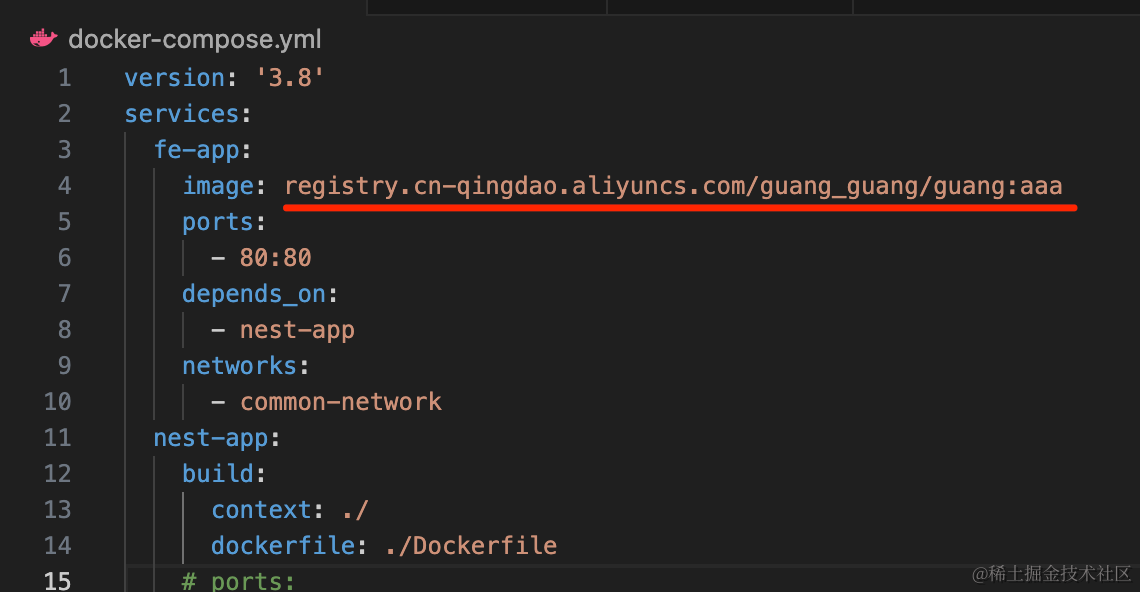 docker-compose.yml
1 version: '3.8'
2 services:
3 fe-app:
4 image: registry.cn-qingdao.aliyuncs.com/guang_guang/guang:aaa
5 ports:
6 - 80:80
7 depends_on:
8 - nest-app
9 networks:
10 - common-network
11 nest-app:
12 build:
13 context: ./
14 dockerfile: ./Dockerfile
15 # ports:
@稀土掘金技术社区